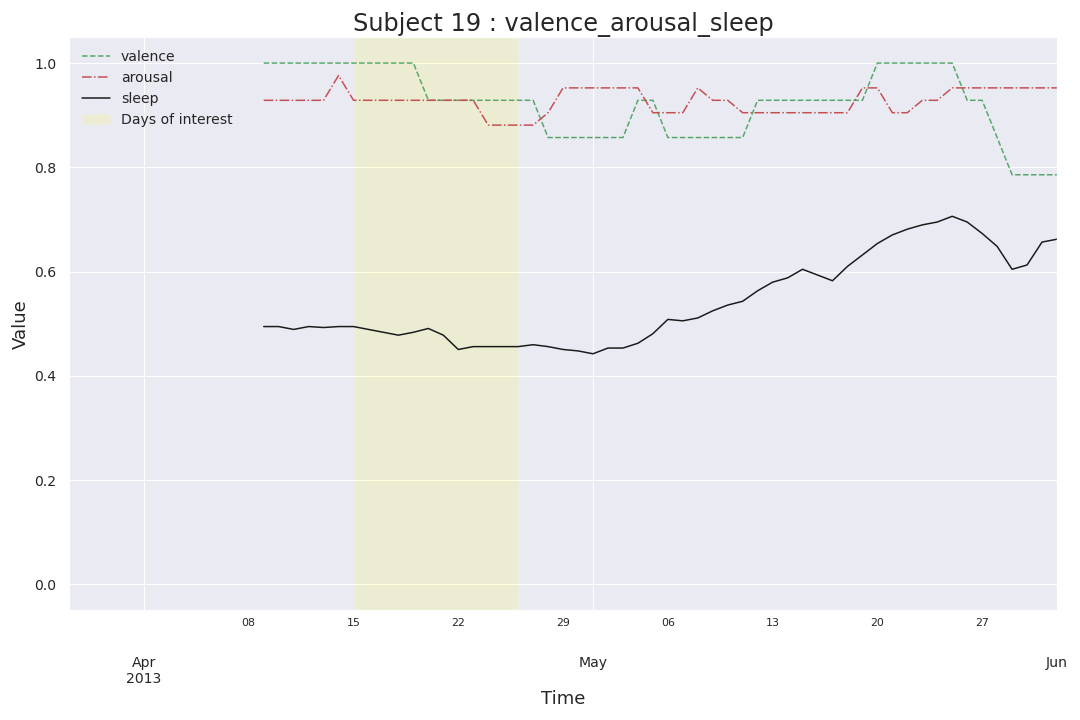 Subject 19 : valence_arousal_sleep
valence
arousal
sleep
Days of interest
1.0
0.8
0.6
0.4
0.2
0.0
Value
08 15 22 29 06 13 20 27
Apr May Jun
2013
Time